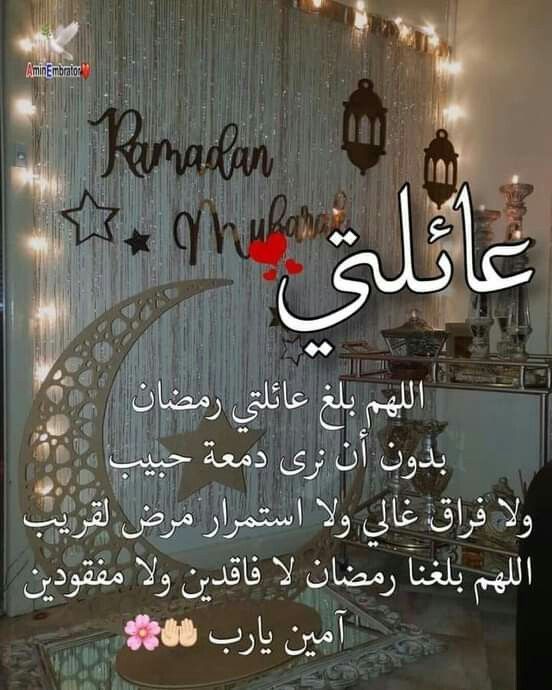 AminEmbrator❤️
Ramadan
Mubarak
عائلتي
اللهم بلغ عائلتي رمضان
بدون أن نرى دمعة حبيب
ولا فراق غالي ولا استمرار مرض لقريب
اللهم بلغنا رمضان لا فاقدين ولا مفقودين
آمين يارب 🤲🏻🌸